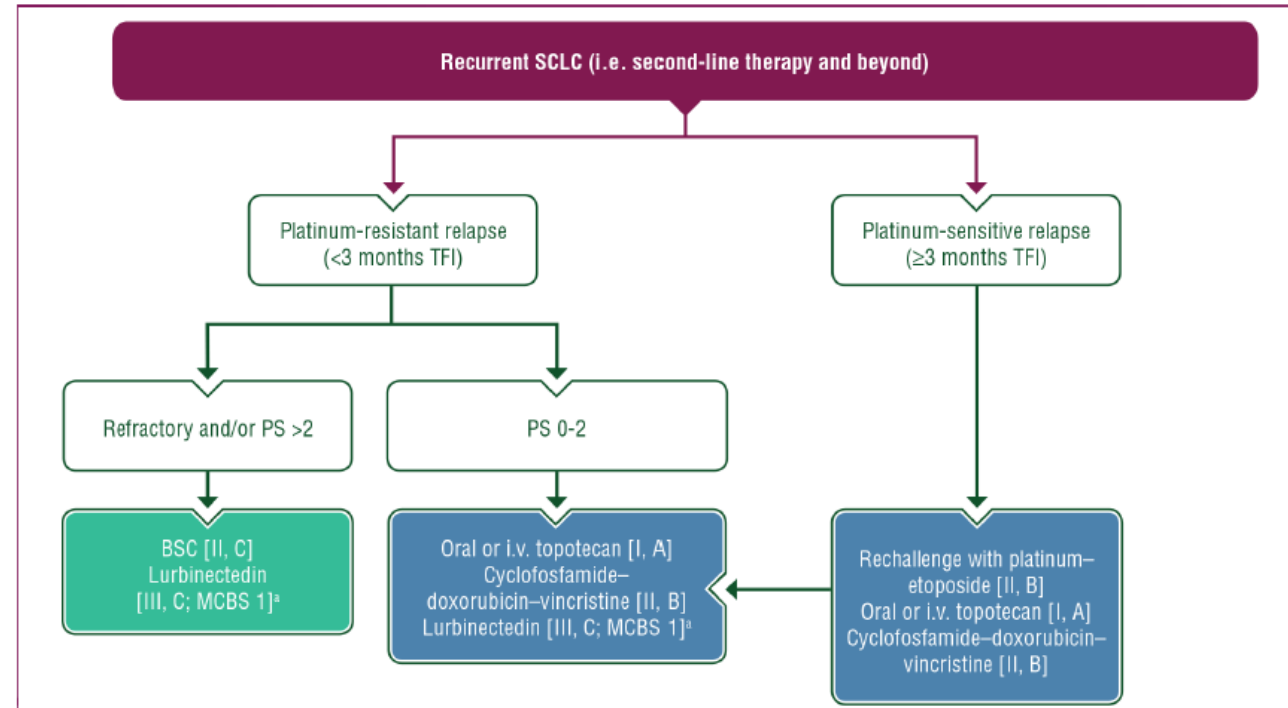 Recurrent SCLC (i.e. second-line therapy and beyond)
Platinum-resistant relapse
(<3 months TFI)
Platinum-sensitive relapse
(≥3 months TFI)
Refractory and/or PS >2
PS 0-2
BSC [II, C]
Lurbinectedin
[III, C; MCBS 1]ᵃ
Oral or i.v. topotecan [I, A]
Cyclofosfamide–
doxorubicin–vincristine [II, B]
Lurbinectedin [III, C; MCBS 1]ᵃ
Rechallenge with platinum–
etoposide [II, B]
Oral or i.v. topotecan [I, A]
Cyclofosfamide–doxorubicin–
vincristine [II, B]